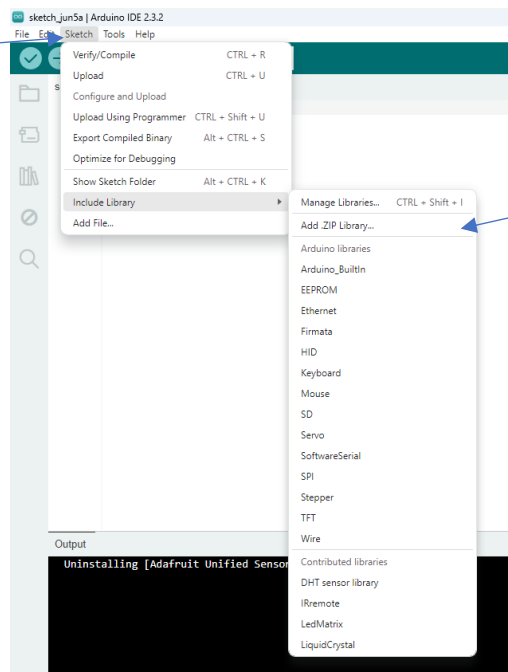 sketch_jun5a | Arduino IDE 2.3.2
File Edit Sketch Tools Help
Verify/Compile CTRL + R
Upload CTRL + U
Configure and Upload
Upload Using Programmer CTRL + Shift + U
Export Compiled Binary Alt + CTRL + S
Optimize for Debugging
Show Sketch Folder Alt + CTRL + K
Include Library
Add File...
Manage Libraries... CTRL + Shift + I
Add .ZIP Library...
Arduino libraries
Arduino_BuiltIn
EEPROM
Ethernet
Firmata
HID
Keyboard
Mouse
SD
Servo
SoftwareSerial
SPI
Stepper
TFT
Wire
Contributed libraries
DHT sensor library
IRremote
LedMatrix
LiquidCrystal
Output
Uninstalling [Adafruit Unified Sensor